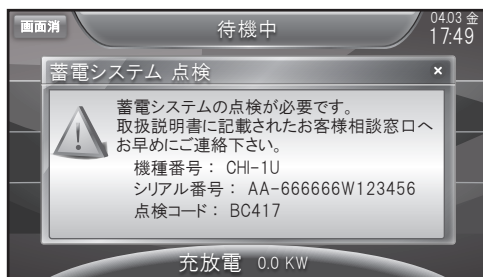 画面消
待機中
04.03 金
17:49
蓄電システム 点検
×
蓄電システムの点検が必要です。
取扱説明書に記載されたお客様相談窓口へ
お早めにご連絡下さい。
機種番号： CHI-1U
シリアル番号： AA-666666W123456
点検コード： BC417
充放電 0.0 KW